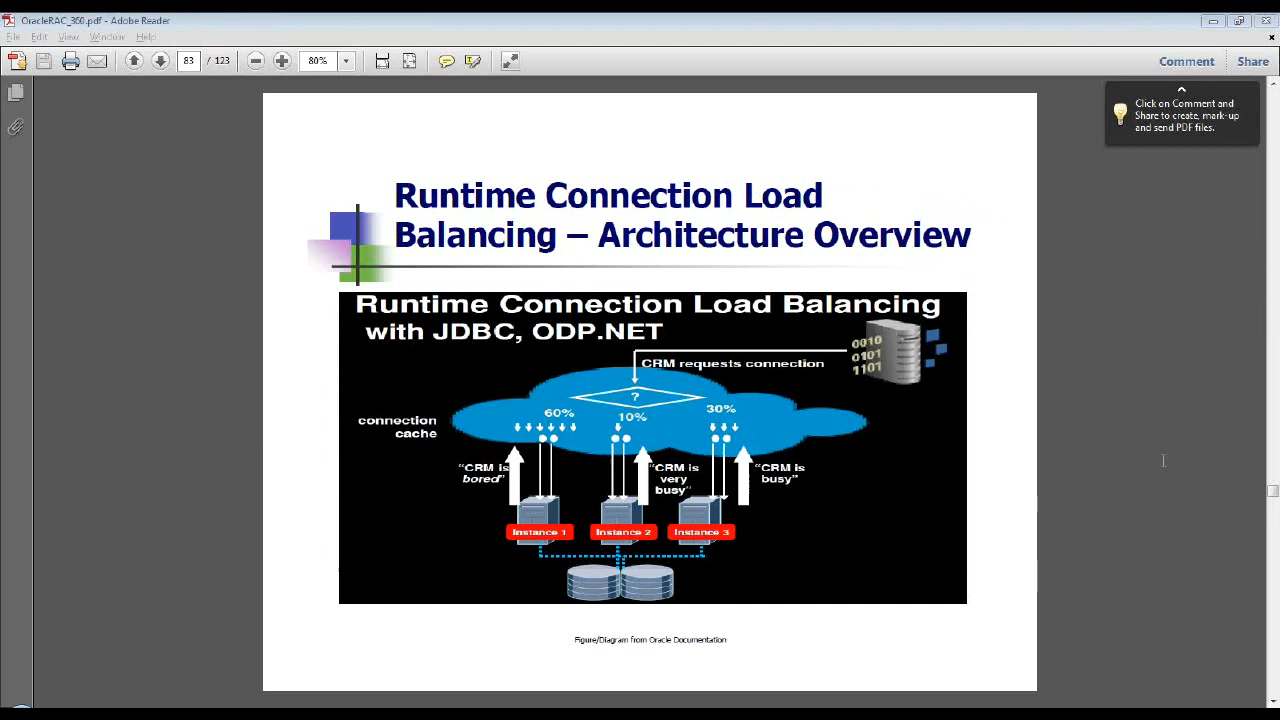 OracleRAC_360.pdf - Adobe Reader
File Edit View Window Help
83 / 123 80% Comment Share
Click on Comment and
Share to create, mark-up
and send PDF files.
Runtime Connection Load
Balancing – Architecture Overview
Runtime Connection Load Balancing
with JDBC, ODP.NET
0010
0101
1101
CRM requests connection
?
60% 10% 30%
connection
cache
“CRM is
bored”
“CRM is
very
busy”
“CRM is
busy”
Instance 1 Instance 2 Instance 3
Figure/Diagram from Oracle Documentation